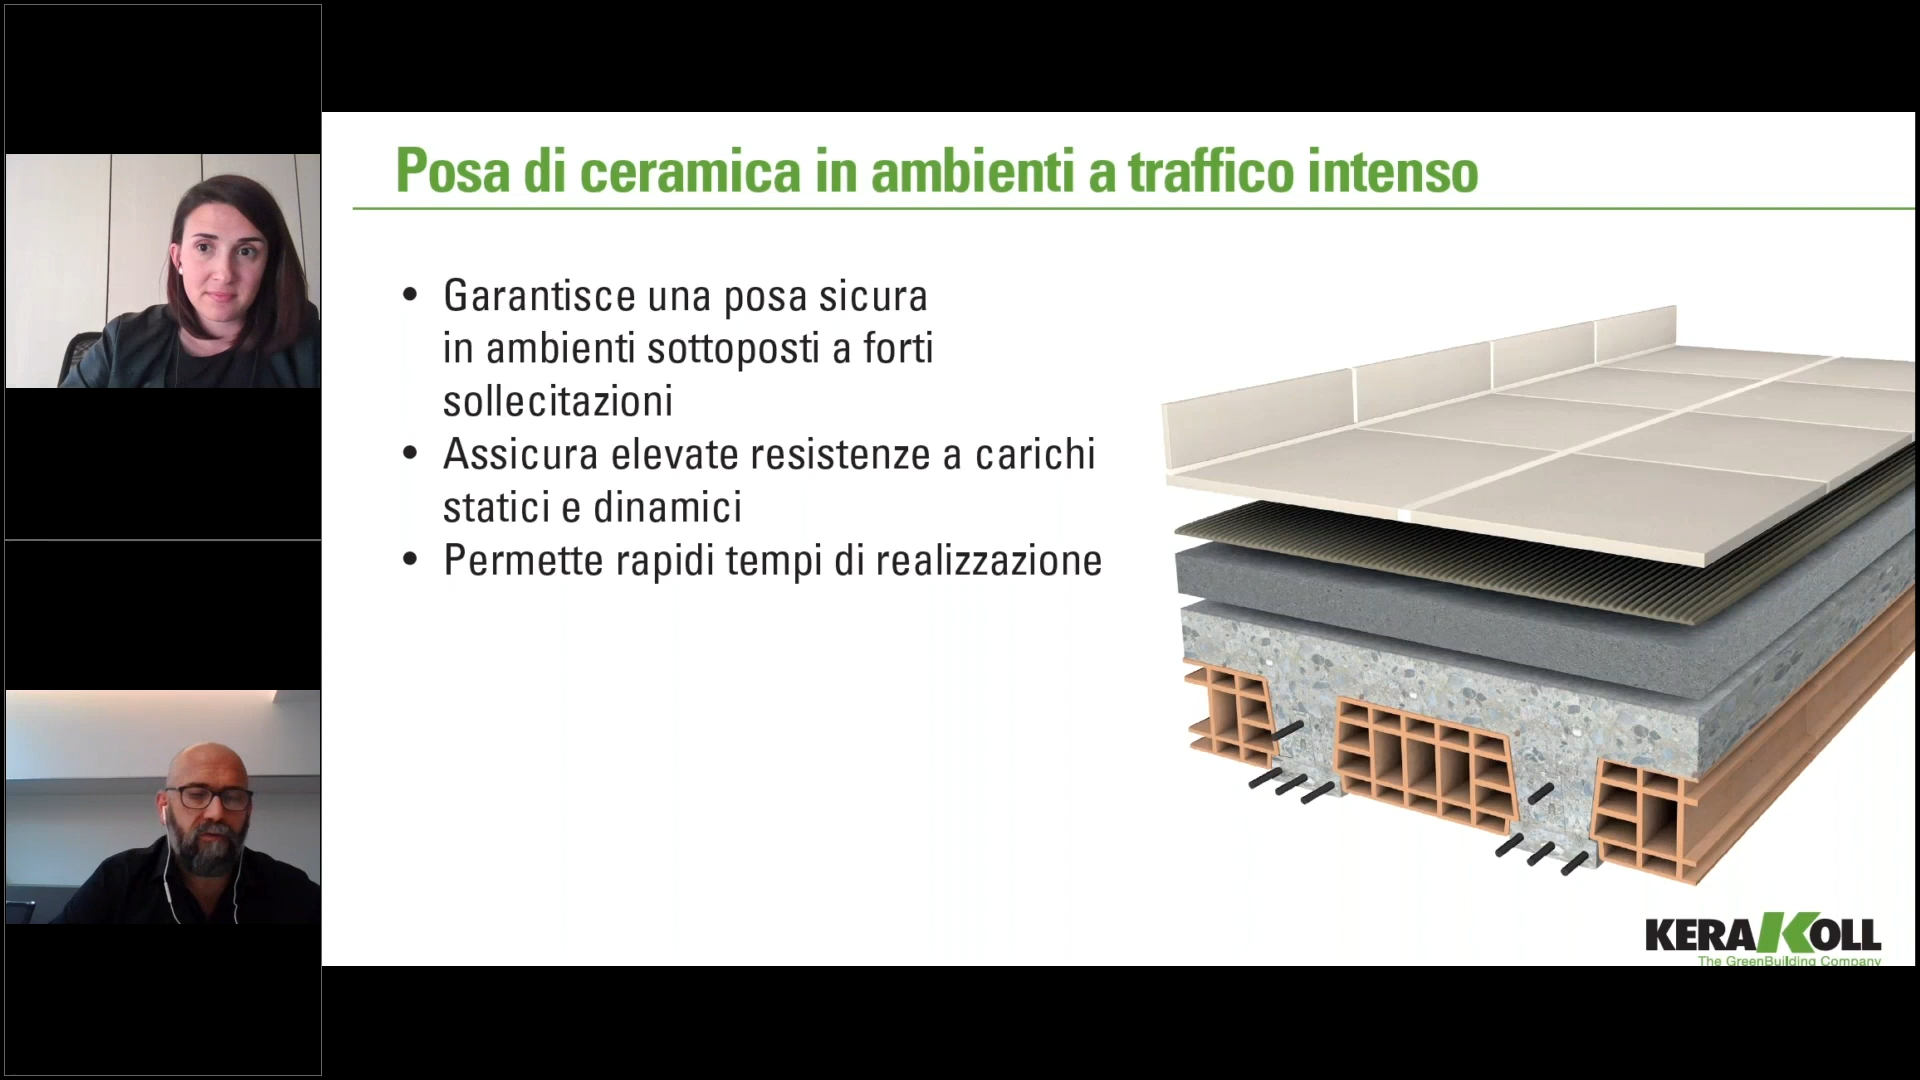 Posa di ceramica in ambienti a traffico intenso
• Garantisce una posa sicura
in ambienti sottoposti a forti
sollecitazioni
• Assicura elevate resistenze a carichi
statici e dinamici
• Permette rapidi tempi di realizzazione
KERAKOLL
The GreenBuilding Company